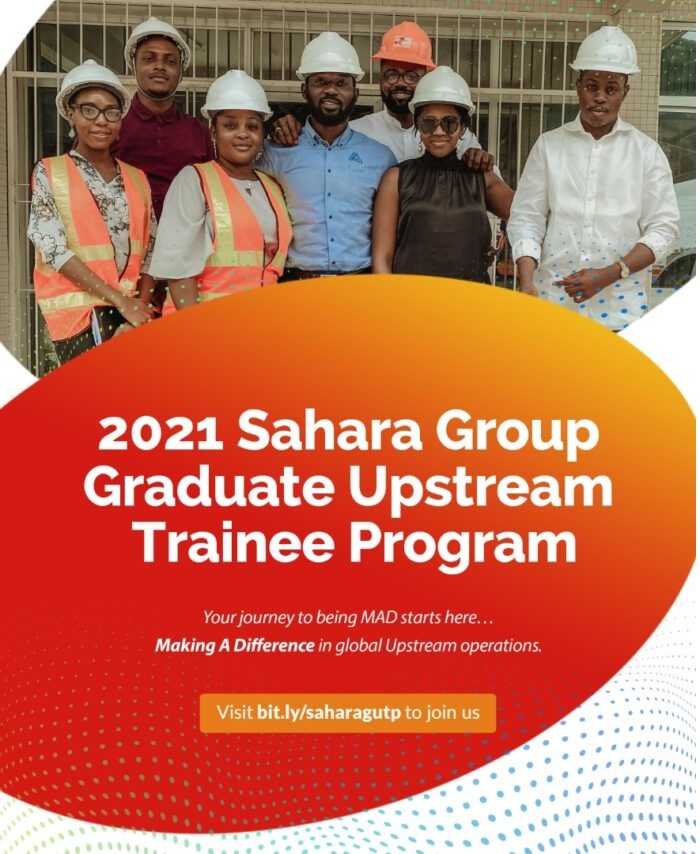 2021 Sahara Group
Graduate Upstream
Trainee Program
Your journey to being MAD starts here...
Making A Difference in global Upstream operations.
Visit bit.ly/saharagutp to join us